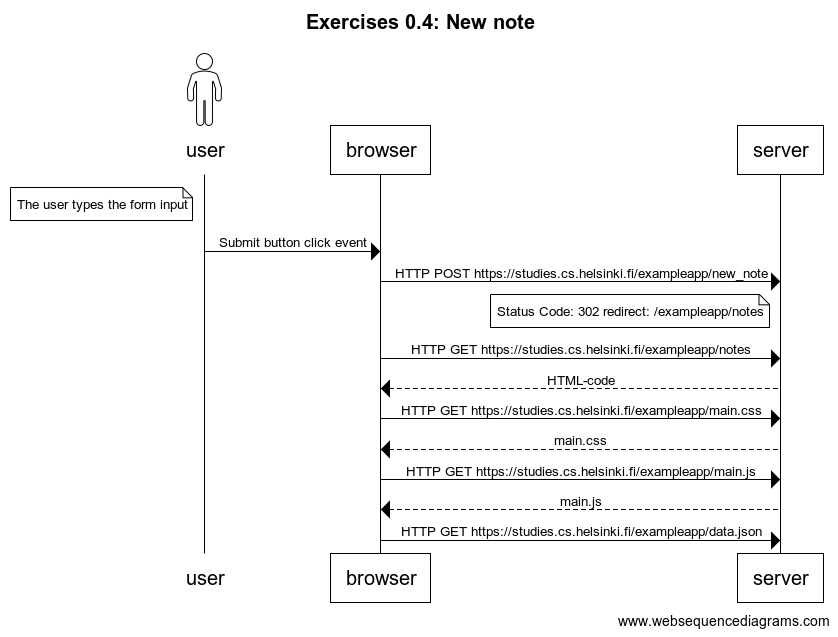 Exercises 0.4: New note
user
browser
server
The user types the form input
Submit button click event
HTTP POST https://studies.cs.helsinki.fi/exampleapp/new_note
Status Code: 302 redirect: /exampleapp/notes
HTTP GET https://studies.cs.helsinki.fi/exampleapp/notes
HTML-code
HTTP GET https://studies.cs.helsinki.fi/exampleapp/main.css
main.css
HTTP GET https://studies.cs.helsinki.fi/exampleapp/main.js
main.js
HTTP GET https://studies.cs.helsinki.fi/exampleapp/data.json
user
browser
server
www.websequencediagrams.com